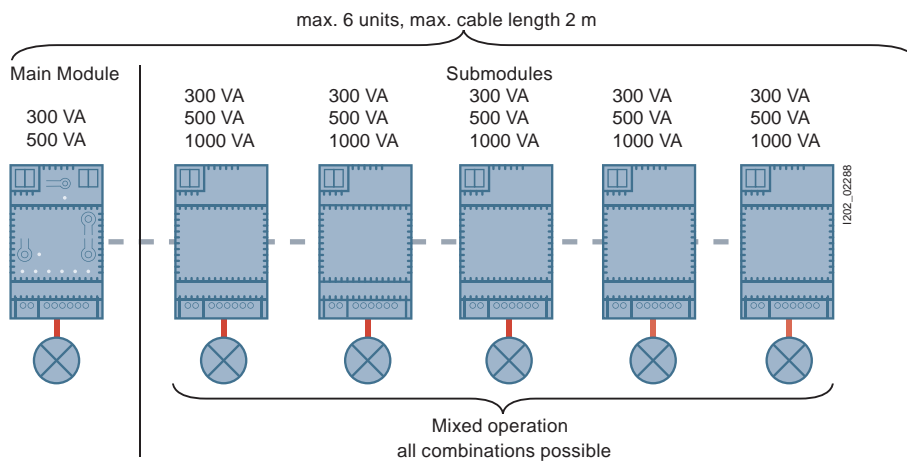 max. 6 units, max. cable length 2 m
Main Module
Submodules
300 VA
500 VA
300 VA
500 VA
1000 VA
300 VA
500 VA
1000 VA
300 VA
500 VA
1000 VA
300 VA
500 VA
1000 VA
300 VA
500 VA
1000 VA
I202_02288
Mixed operation
all combinations possible